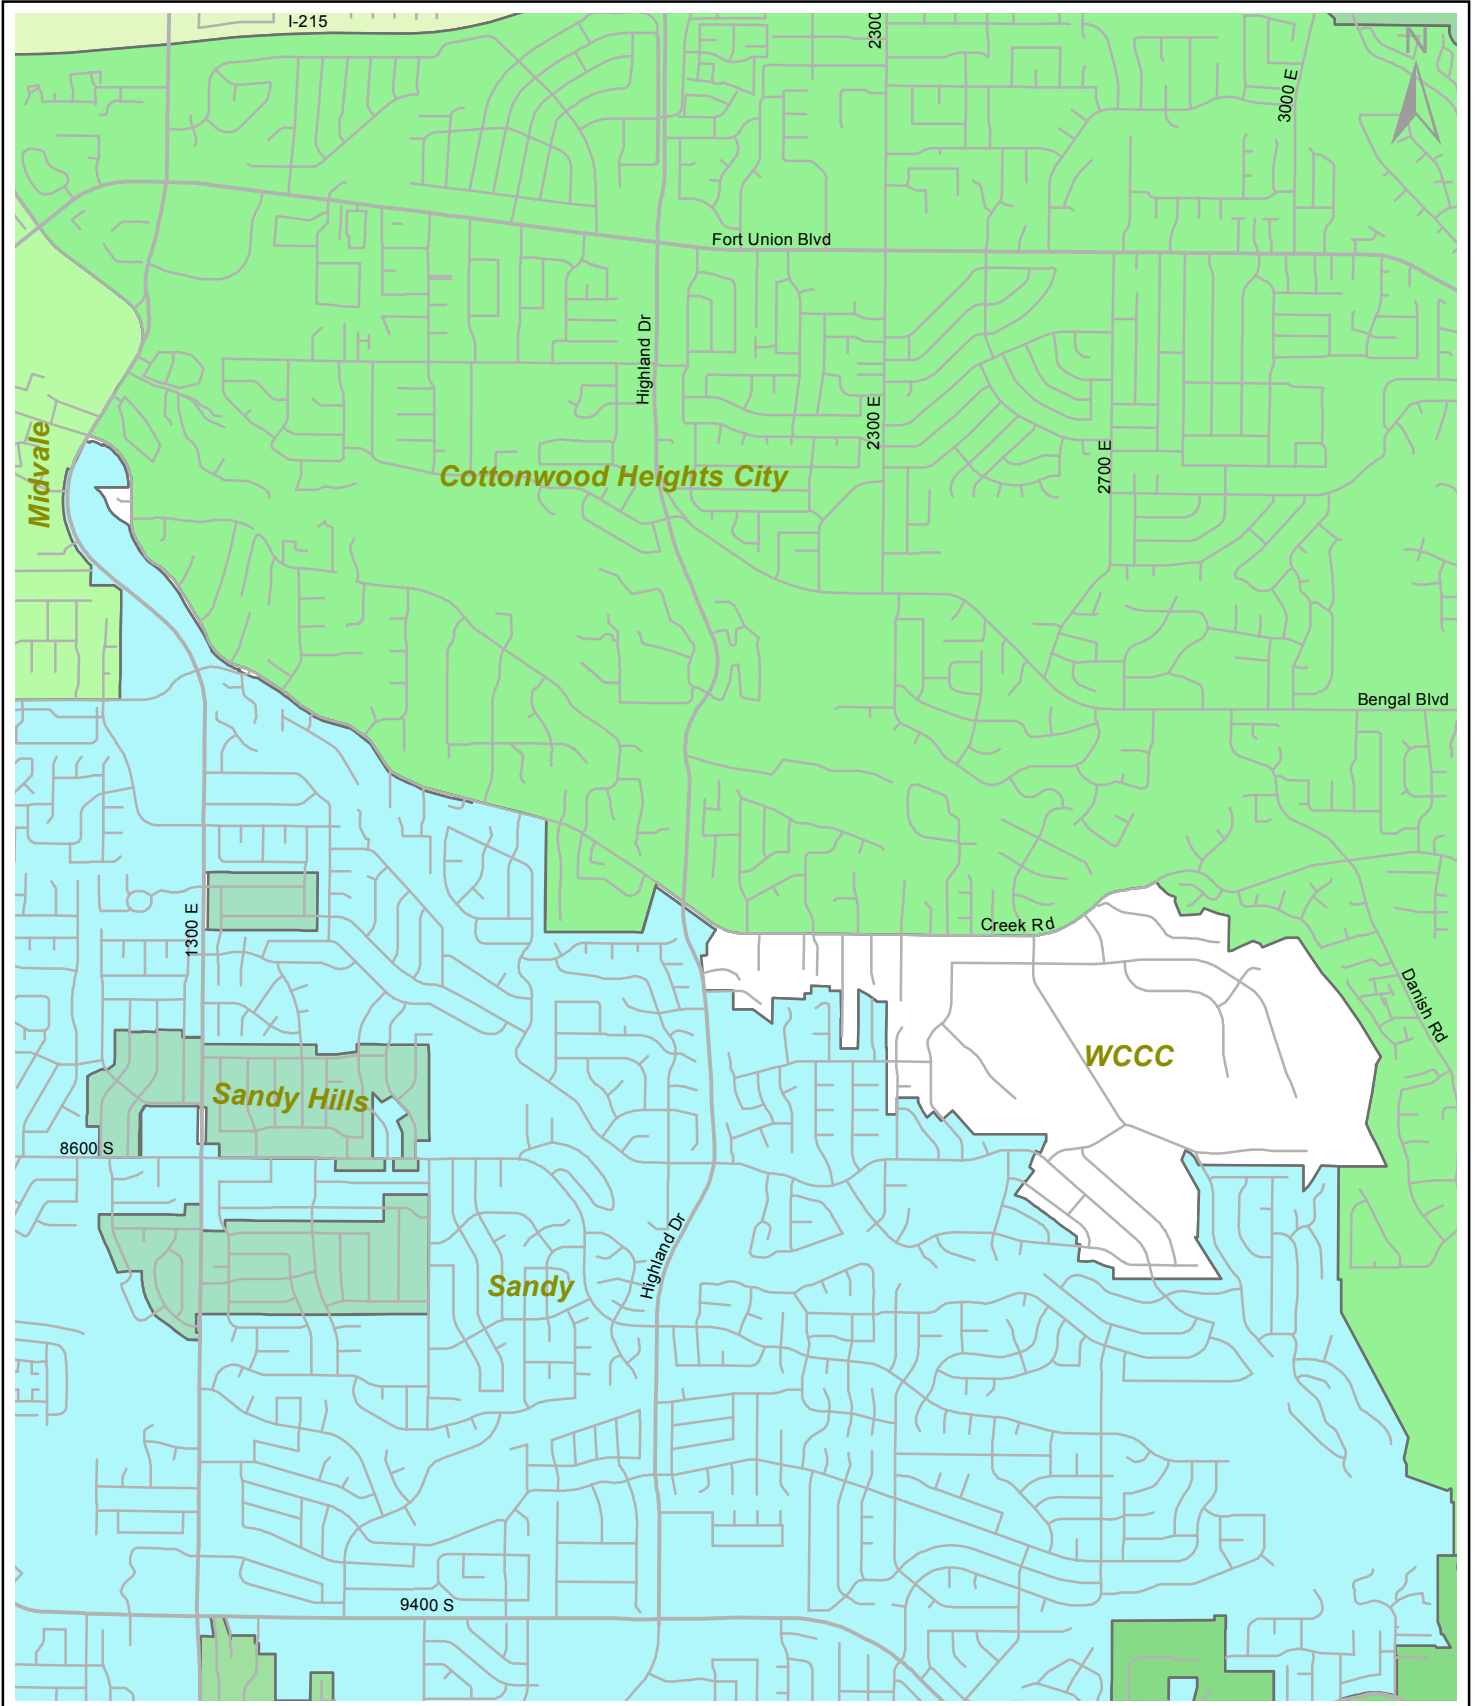 I-215
2300
N
3000 E
Fort Union Blvd
Highland Dr
2300 E
Midvale
2700 E
Cottonwood Heights City
Bengal Blvd
1300 E
Creek Rd
Danish Rd
WCCC
Sandy Hills
8600 S
Highland Dr
Sandy
9400 S